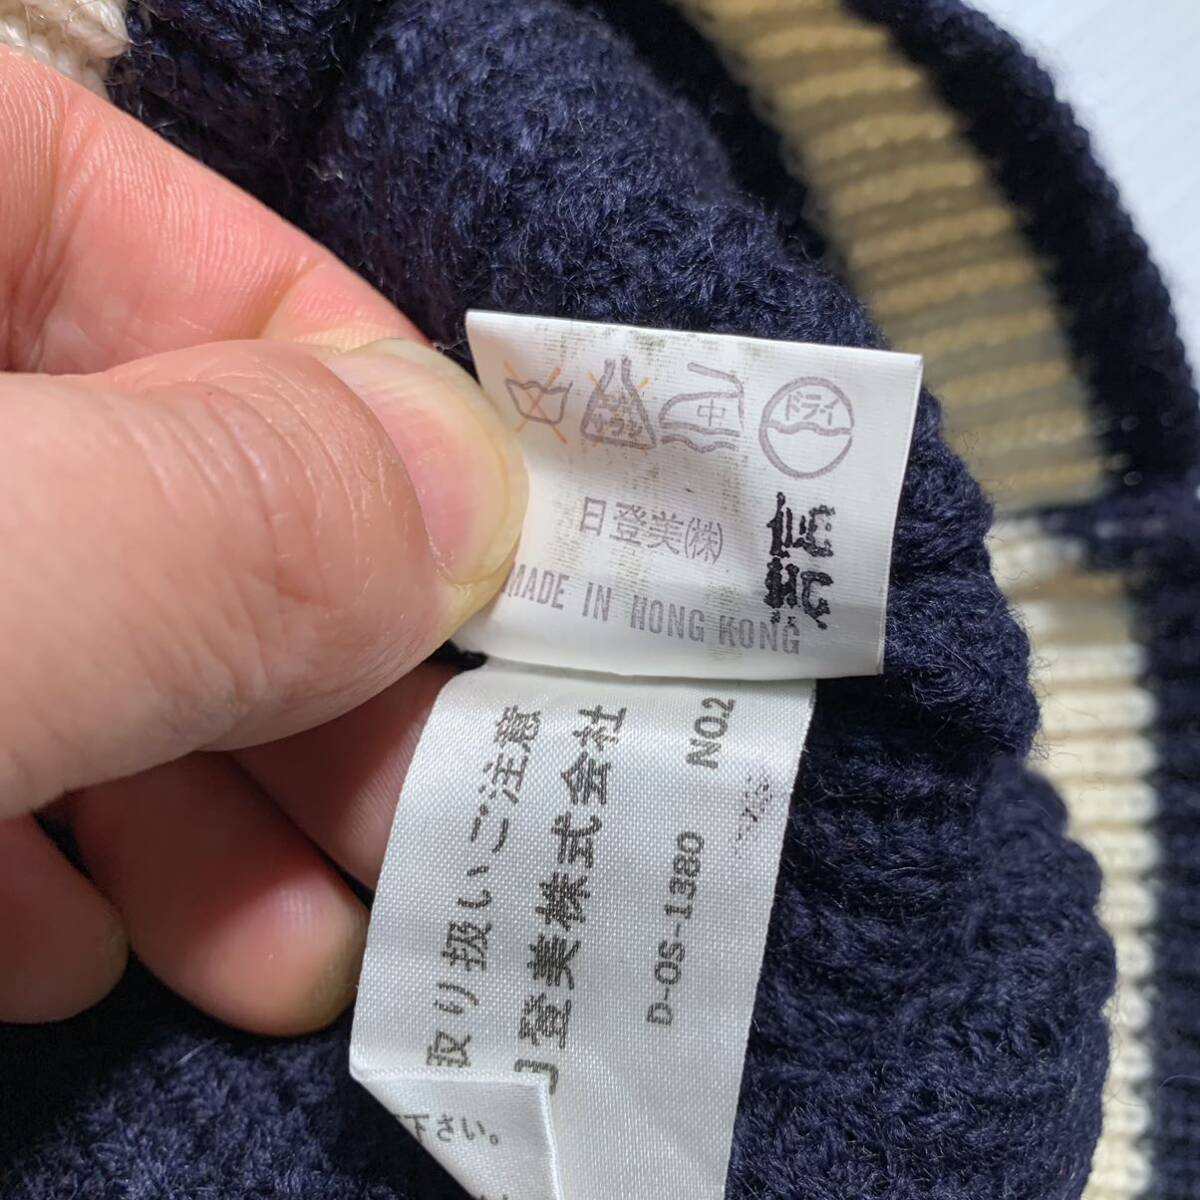 中 ドライ
日登美(株)
MADE IN HONG KONG
取り扱いご注意
登美株式会社
D-OS-1380 NO.2
下さい。